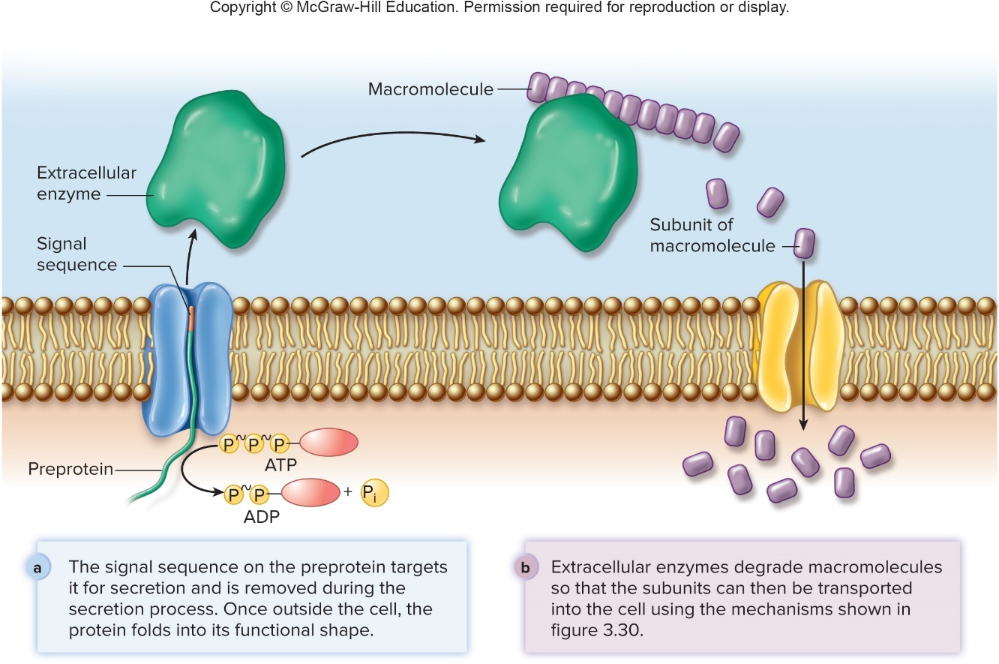 Copyright © McGraw-Hill Education. Permission required for reproduction or display.
Macromolecule
Extracellular
enzyme
Signal
sequence
Subunit of
macromolecule
Preprotein
P~P~P
ATP
P~P
+ Pi
ADP
a
The signal sequence on the preprotein targets
it for secretion and is removed during the
secretion process. Once outside the cell, the
protein folds into its functional shape.
b
Extracellular enzymes degrade macromolecules
so that the subunits can then be transported
into the cell using the mechanisms shown in
figure 3.30.